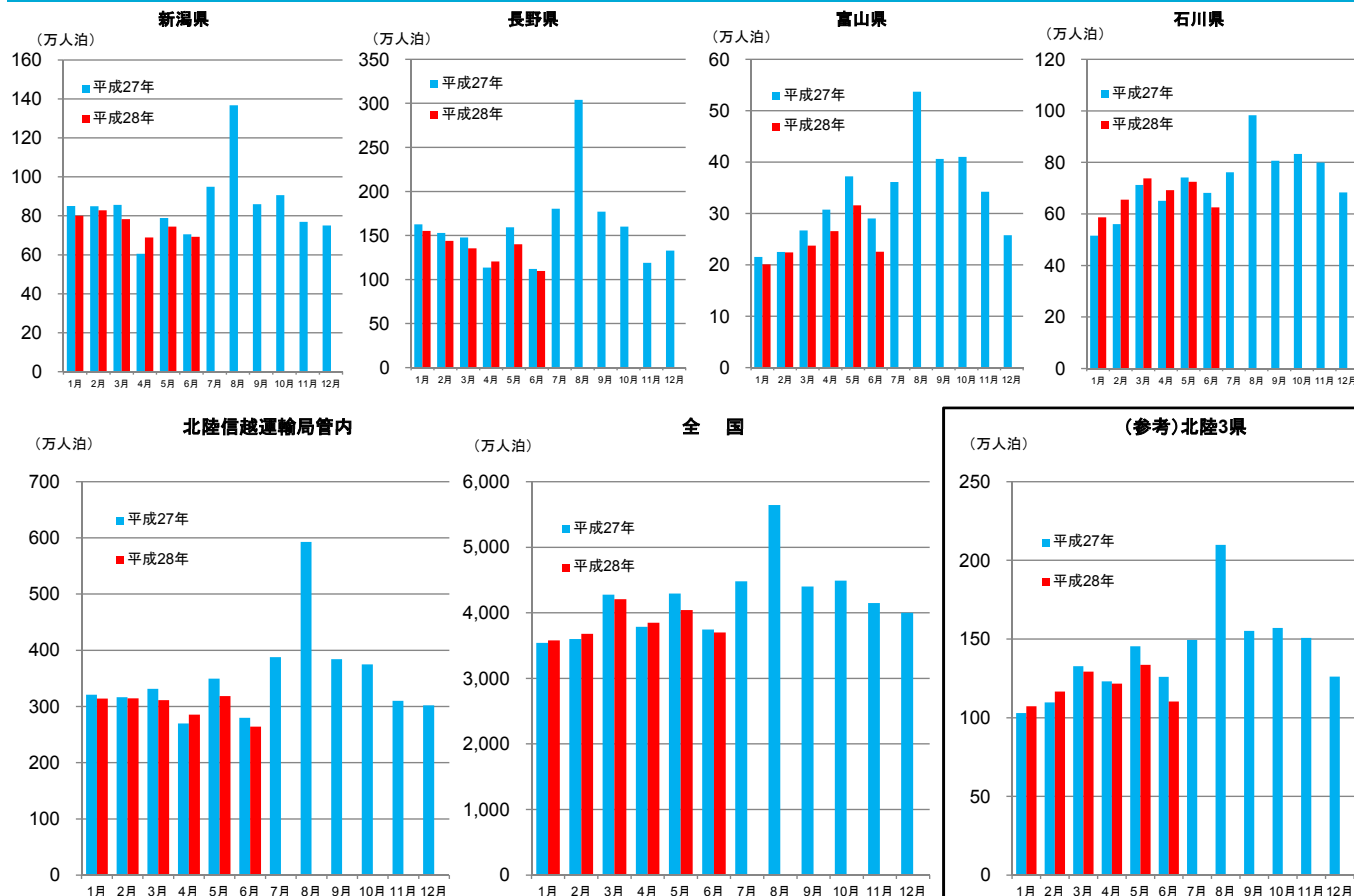 新潟県
(万人泊)
160
140
120
100
80
60
40
20
0
平成27年
平成28年
1月 2月 3月 4月 5月 6月 7月 8月 9月 10月 11月 12月
長野県
(万人泊)
350
300
250
200
150
100
50
0
平成27年
平成28年
1月 2月 3月 4月 5月 6月 7月 8月 9月 10月 11月 12月
富山県
(万人泊)
60
50
40
30
20
10
0
平成27年
平成28年
1月 2月 3月 4月 5月 6月 7月 8月 9月 10月 11月 12月
石川県
(万人泊)
120
100
80
60
40
20
0
平成27年
平成28年
1月 2月 3月 4月 5月 6月 7月 8月 9月 10月 11月 12月
北陸信越運輸局管内
(万人泊)
700
600
500
400
300
200
100
0
平成27年
平成28年
1月 2月 3月 4月 5月 6月 7月 8月 9月 10月 11月 12月
全 国
(万人泊)
6,000
5,000
4,000
3,000
2,000
1,000
0
平成27年
平成28年
1月 2月 3月 4月 5月 6月 7月 8月 9月 10月 11月 12月
(参考)北陸3県
(万人泊)
250
200
150
100
50
0
平成27年
平成28年
1月 2月 3月 4月 5月 6月 7月 8月 9月 10月 11月 12月